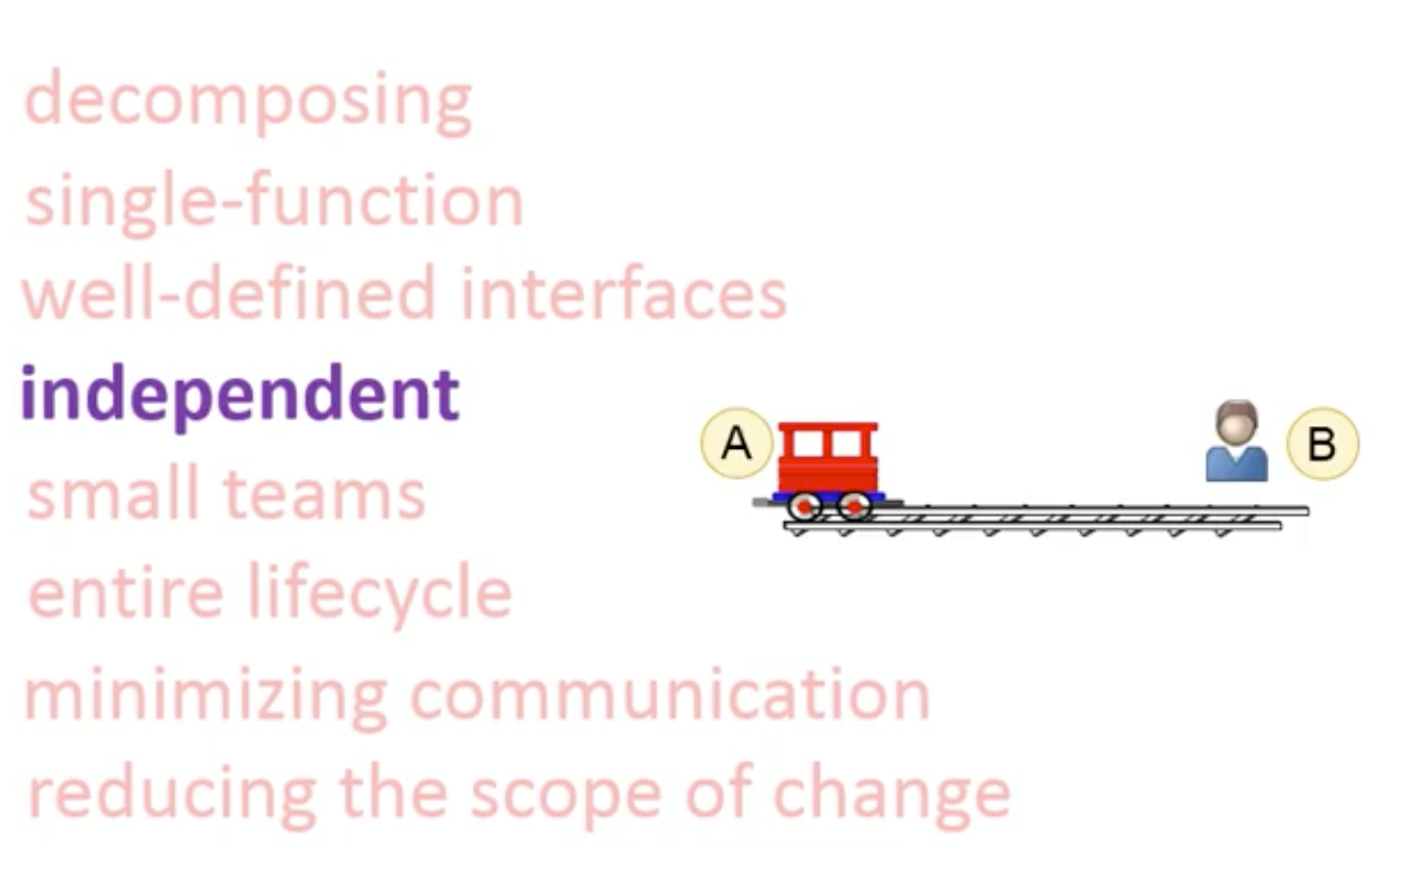 decomposing
single-function
well-defined interfaces
independent
A
B
small teams
entire lifecycle
minimizing communication
reducing the scope of change